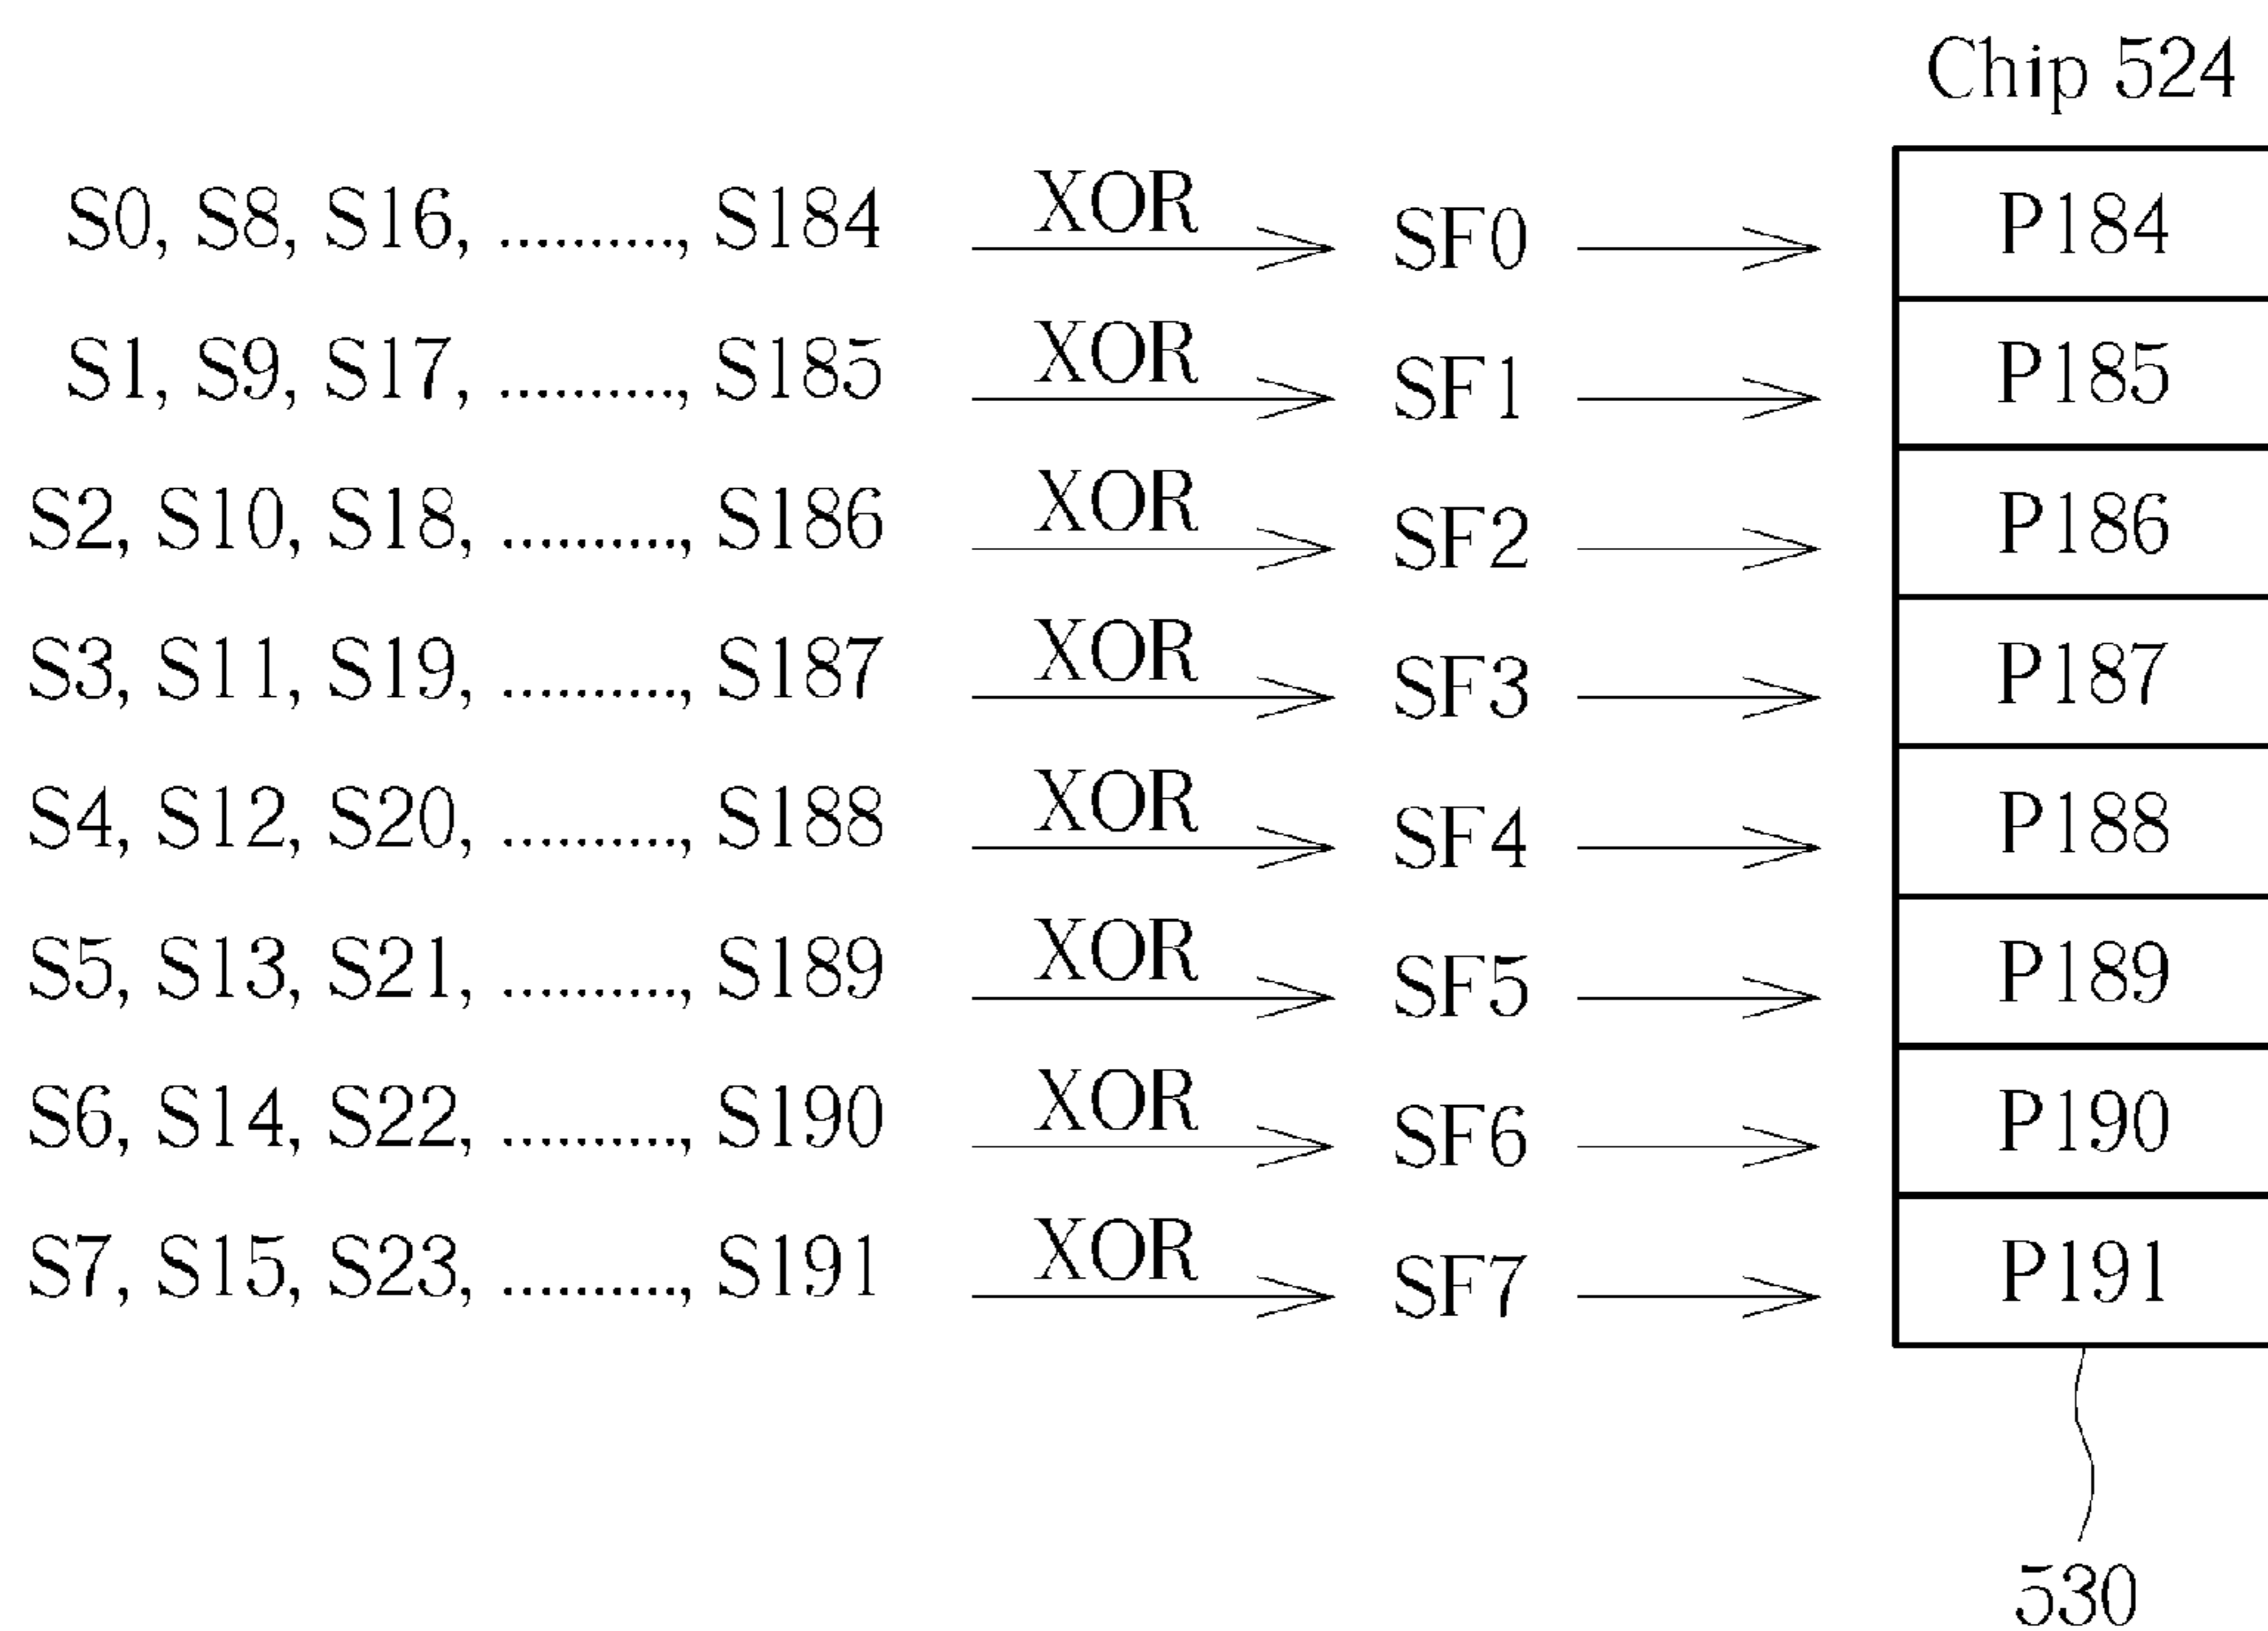 Chip 524
S0, S8, S16, .........., S184 XOR SF0 P184
S1, S9, S17, .........., S185 XOR SF1 P185
S2, S10, S18, .........., S186 XOR SF2 P186
S3, S11, S19, .........., S187 XOR SF3 P187
S4, S12, S20, .........., S188 XOR SF4 P188
S5, S13, S21, .........., S189 XOR SF5 P189
S6, S14, S22, .........., S190 XOR SF6 P190
S7, S15, S23, .........., S191 XOR SF7 P191
530